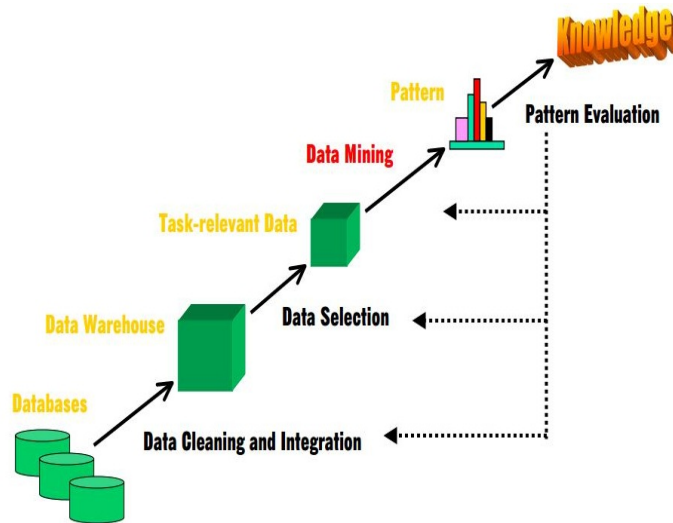 Knowledge
Pattern
Pattern Evaluation
Data Mining
Task-relevant Data
Data Warehouse
Data Selection
Databases
Data Cleaning and Integration